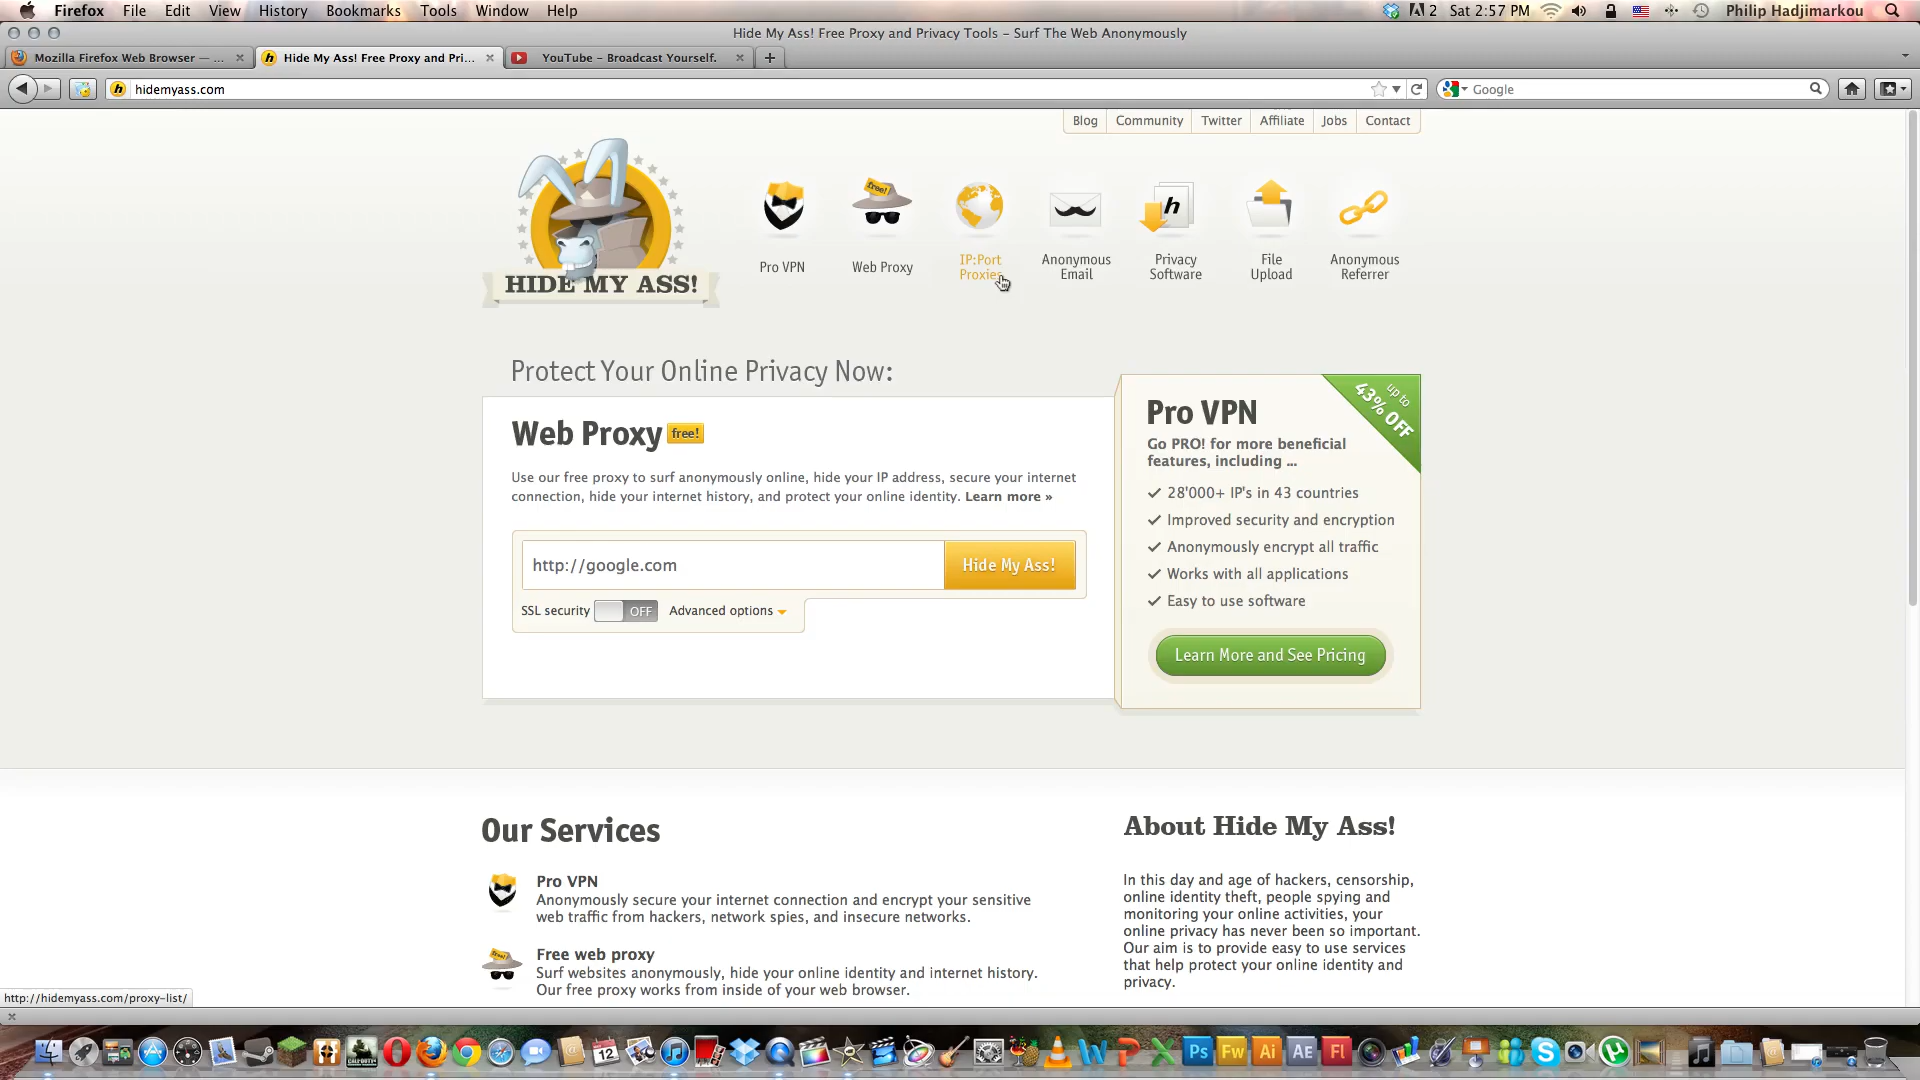 Firefox File Edit View History Bookmarks Tools Window Help 2 Sat 2:57 PM Philip Hadjimarkou
Hide My Ass! Free Proxy and Privacy Tools - Surf The Web Anonymously
Mozilla Firefox Web Browser — ... Hide My Ass! Free Proxy and Pri... YouTube - Broadcast Yourself.
hidemyass.com Google
Blog Community Twitter Affiliate Jobs Contact
HIDE MY ASS!
Pro VPN
free!
Web Proxy
IP:Port
Proxies
Anonymous
Email
h
Privacy
Software
File
Upload
Anonymous
Referrer
Protect Your Online Privacy Now:
Web Proxy free!
Use our free proxy to surf anonymously online, hide your IP address, secure your internet
connection, hide your internet history, and protect your online identity. Learn more »
http://google.com Hide My Ass!
SSL security OFF Advanced options
up to
43% OFF
Pro VPN
Go PRO! for more beneficial
features, including ...
28'000+ IP's in 43 countries
Improved security and encryption
Anonymously encrypt all traffic
Works with all applications
Easy to use software
Learn More and See Pricing
Our Services
Pro VPN
Anonymously secure your internet connection and encrypt your sensitive
web traffic from hackers, network spies, and insecure networks.
Free web proxy
Surf websites anonymously, hide your online identity and internet history.
Our free proxy works from inside of your web browser.
About Hide My Ass!
In this day and age of hackers, censorship,
online identity theft, people spying and
monitoring your online activities, your
online privacy has never been so important.
Our aim is to provide easy to use services
that help protect your online identity and
privacy.
http://hidemyass.com/proxy-list/
12 Ps Fw Ai AE Fl